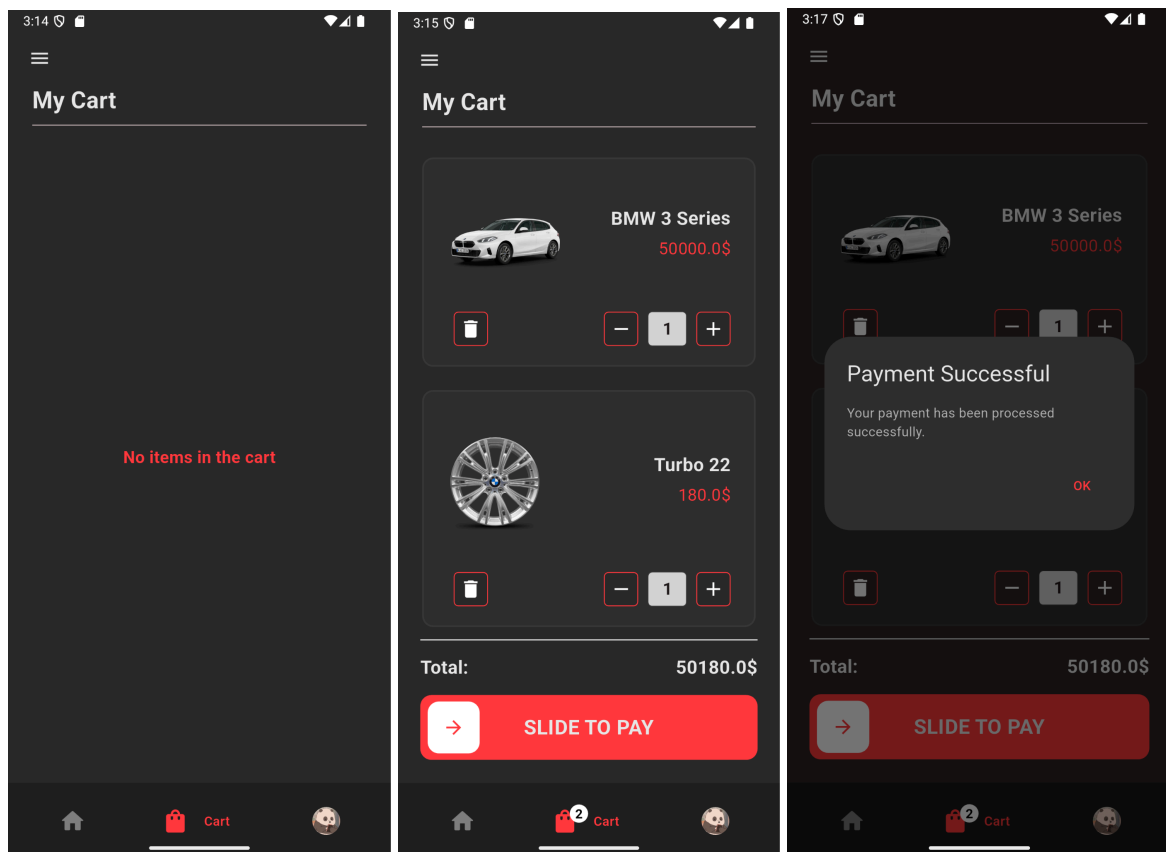 3:14
My Cart
No items in the cart
Cart
3:15
My Cart
BMW 3 Series
50000.0$
1
Turbo 22
180.0$
1
Total: 50180.0$
SLIDE TO PAY
2
Cart
3:17
My Cart
BMW 3 Series
50000.0$
1
Payment Successful
Your payment has been processed
successfully.
OK
1
Total: 50180.0$
SLIDE TO PAY
2
Cart